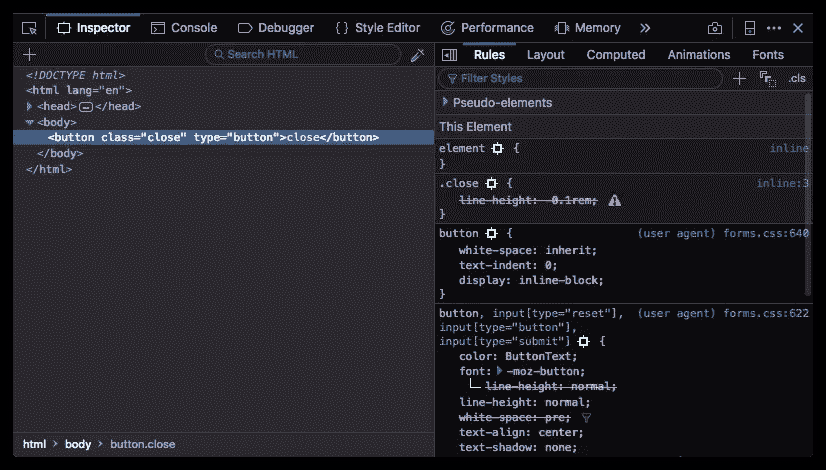 Inspector Console Debugger { } Style Editor Performance Memory
+ Search HTML
<!DOCTYPE html>
<html lang="en">
<head>…</head>
<body>
<button class="close" type="button">close</button>
</body>
</html>
html > body > button.close
Rules Layout Computed Animations Fonts
Filter Styles + .cls
Pseudo-elements
This Element
element { inline
}
.close { inline:3
line-height: -0.1rem;
}
button { (user agent) forms.css:640
white-space: inherit;
text-indent: 0;
display: inline-block;
}
button, input[type="reset"], (user agent) forms.css:622
input[type="button"],
input[type="submit"] {
color: ButtonText;
font: -moz-button;
line-height: normal;
line-height: normal;
white-space: pre;
text-align: center;
text-shadow: none;